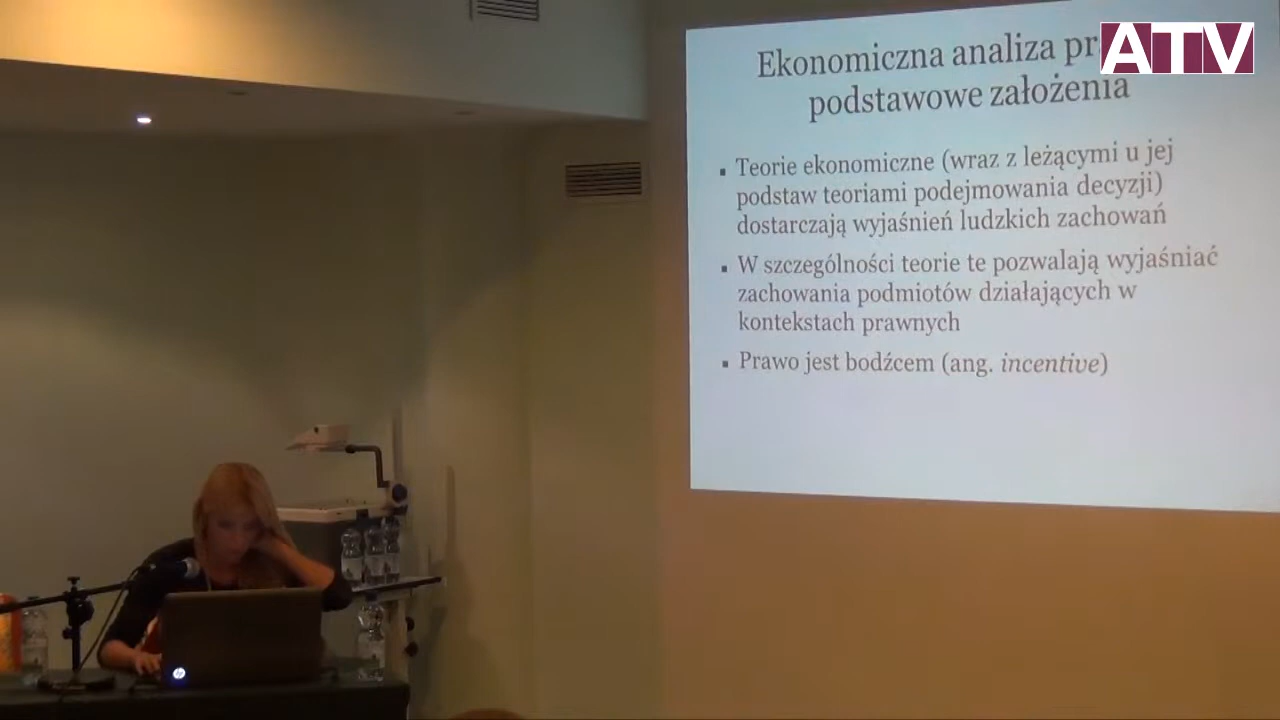 ATV
Ekonomiczna analiza
podstawowe założenia
▪ Teorie ekonomiczne (wraz z leżącymi u jej
podstaw teoriami podejmowania decyzji)
dostarczają wyjaśnień ludzkich zachowań
▪ W szczególności teorie te pozwalają wyjaśniać
zachowania podmiotów działających w
kontekstach prawnych
▪ Prawo jest bodźcem (ang. incentive)
hp